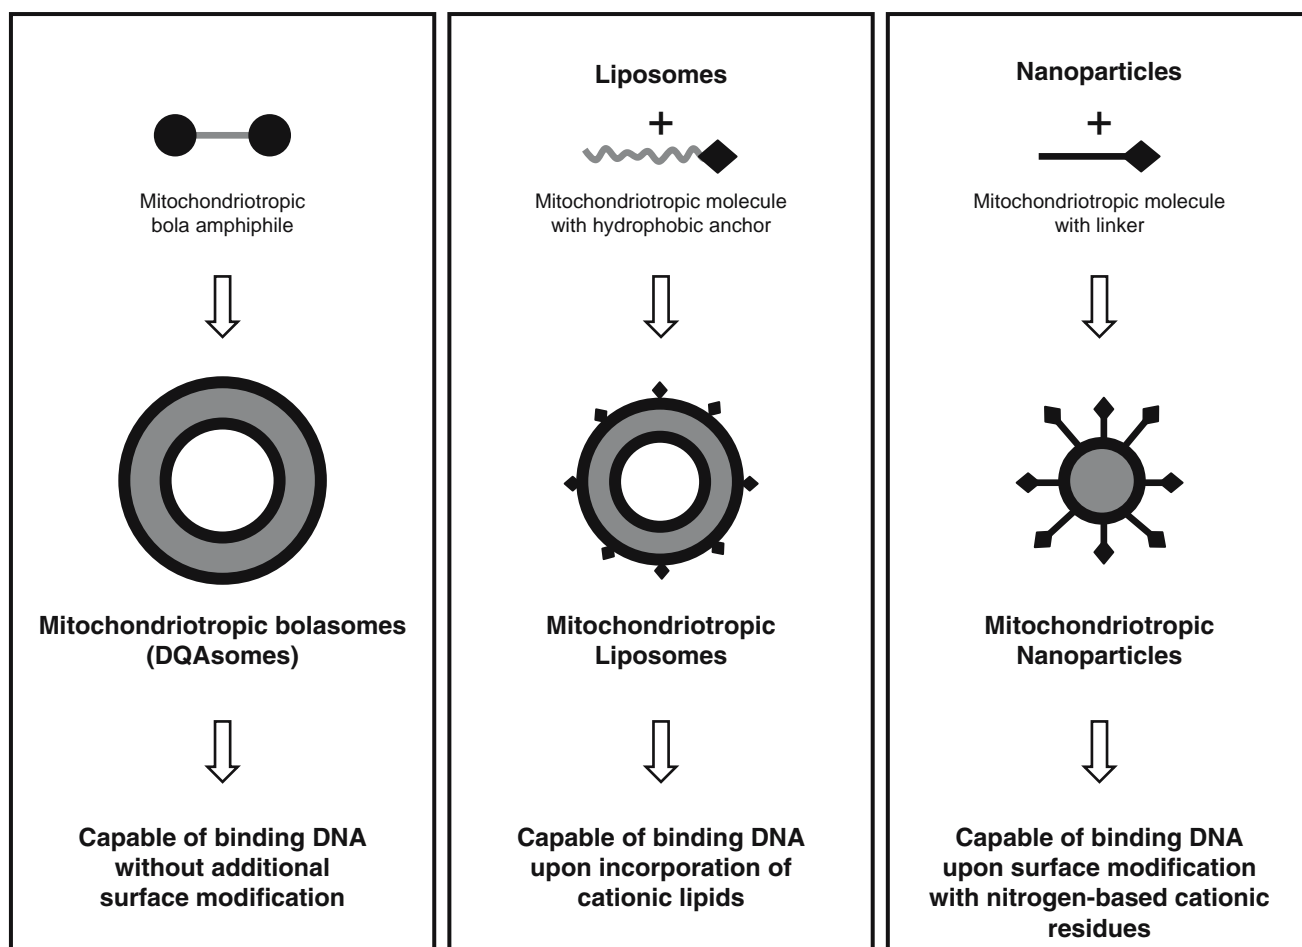 Mitochondriotropic
bola amphiphile
Mitochondriotropic bolasomes
(DQAsomes)
Capable of binding DNA
without additional
surface modification
Liposomes
+
Mitochondriotropic molecule
with hydrophobic anchor
Mitochondriotropic
Liposomes
Capable of binding DNA
upon incorporation of
cationic lipids
Nanoparticles
+
Mitochondriotropic molecule
with linker
Mitochondriotropic
Nanoparticles
Capable of binding DNA
upon surface modification
with nitrogen-based cationic
residues